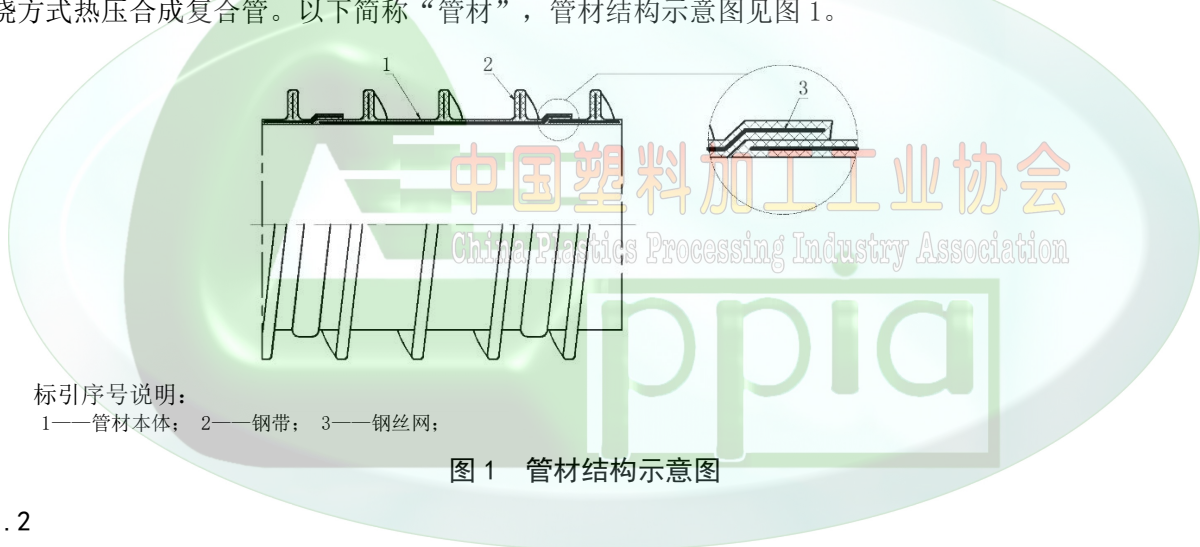 绕方式热压合成复合管。以下简称“管材”，管材结构示意图见图 1。
1
2
3
中国塑料加工工业协会
China Plastics Processing Industry Association
ppia
标引序号说明：
1——管材本体； 2——钢带； 3——钢丝网；
图 1 管材结构示意图
.2